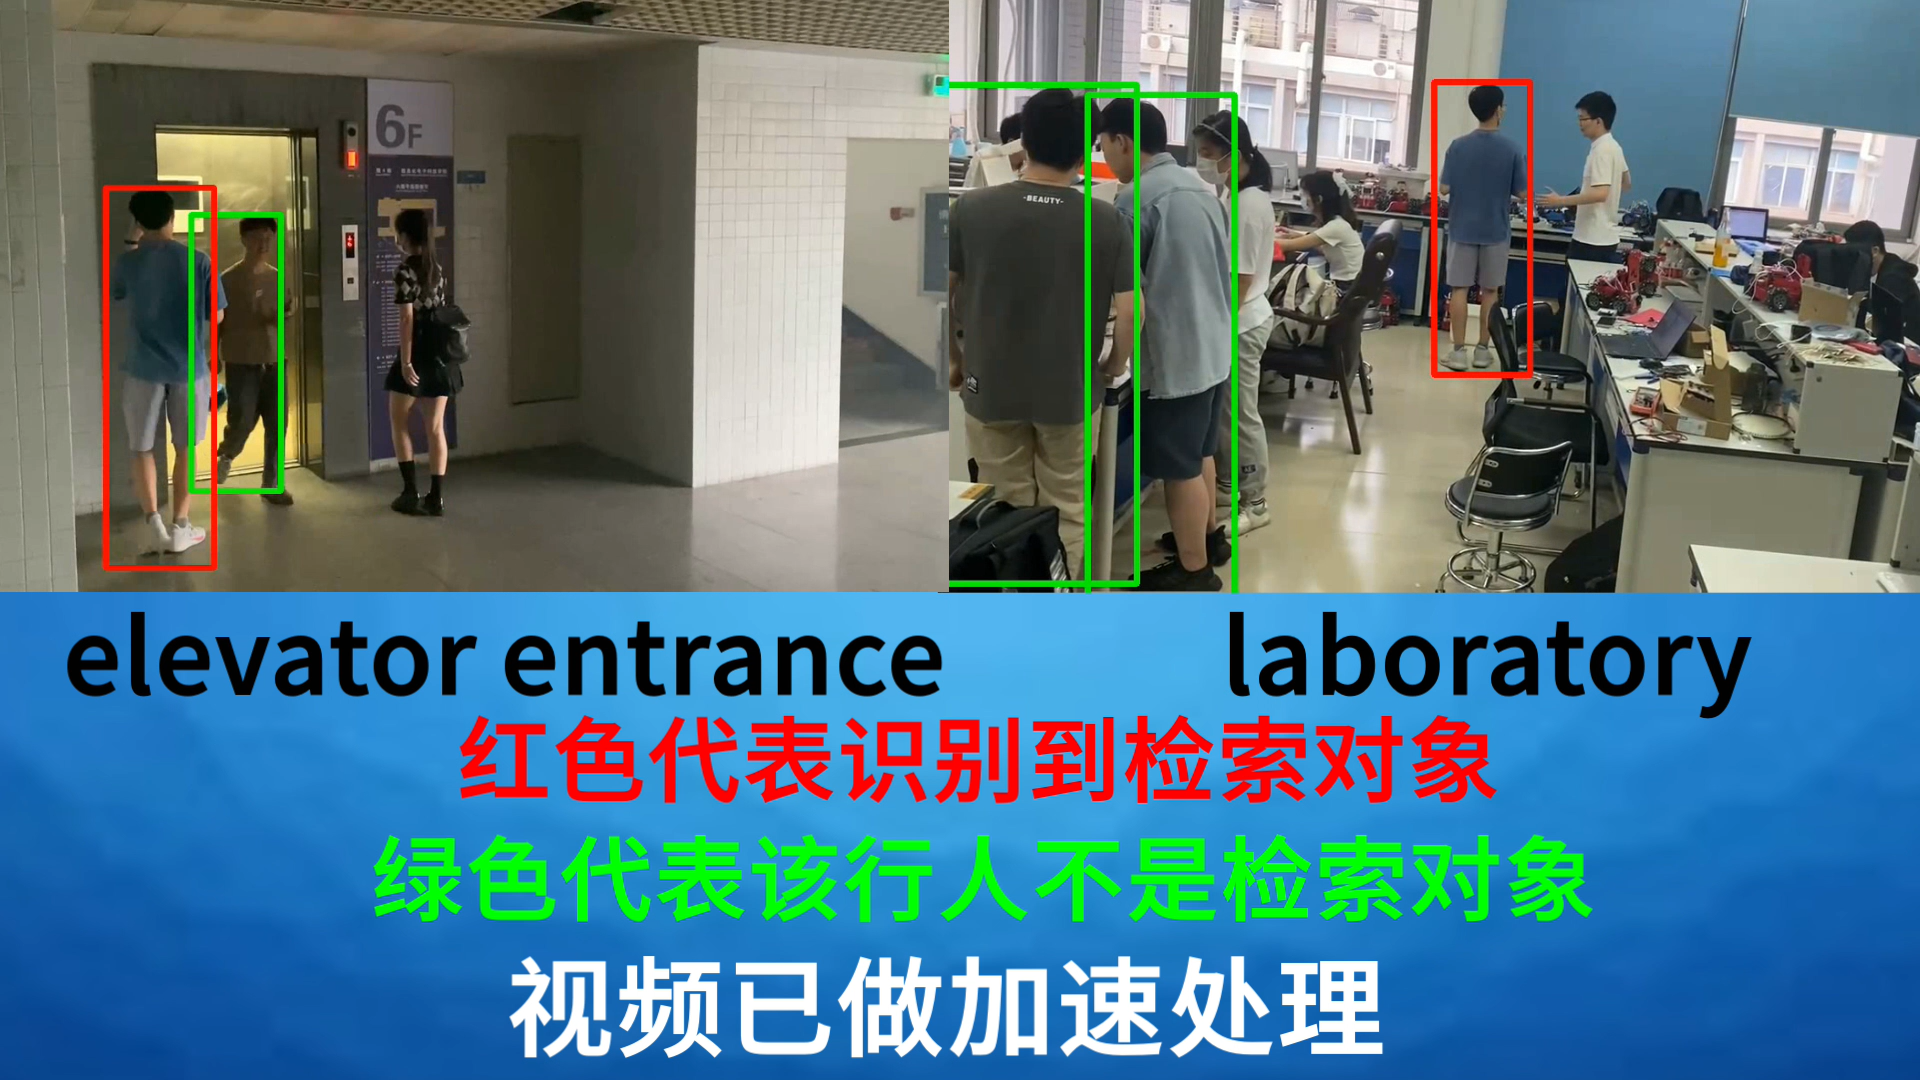 6F
-BEAUTY-
elevator entrance
laboratory
红色代表识别到检索对象
绿色代表该行人不是检索对象
视频已做加速处理